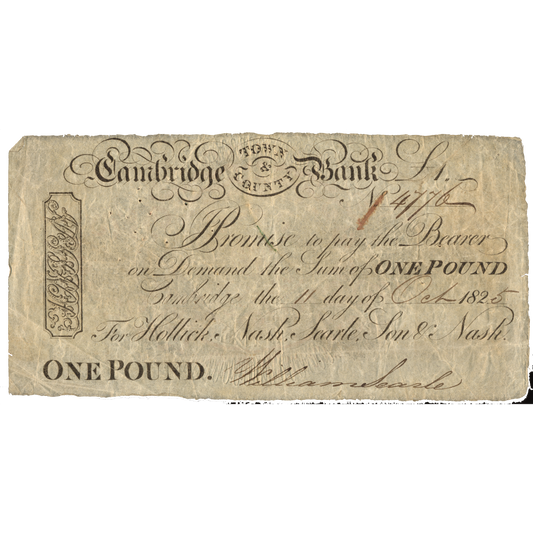 Cambridge TOWN & COUNTY Bank £1.
№ 4776
I Promise to pay the Bearer
on Demand the Sum of ONE POUND
Cambridge the 11 day of Oct 1825
For Hollick, Nash, Searle, Son & Nash.
ONE POUND. William Searle